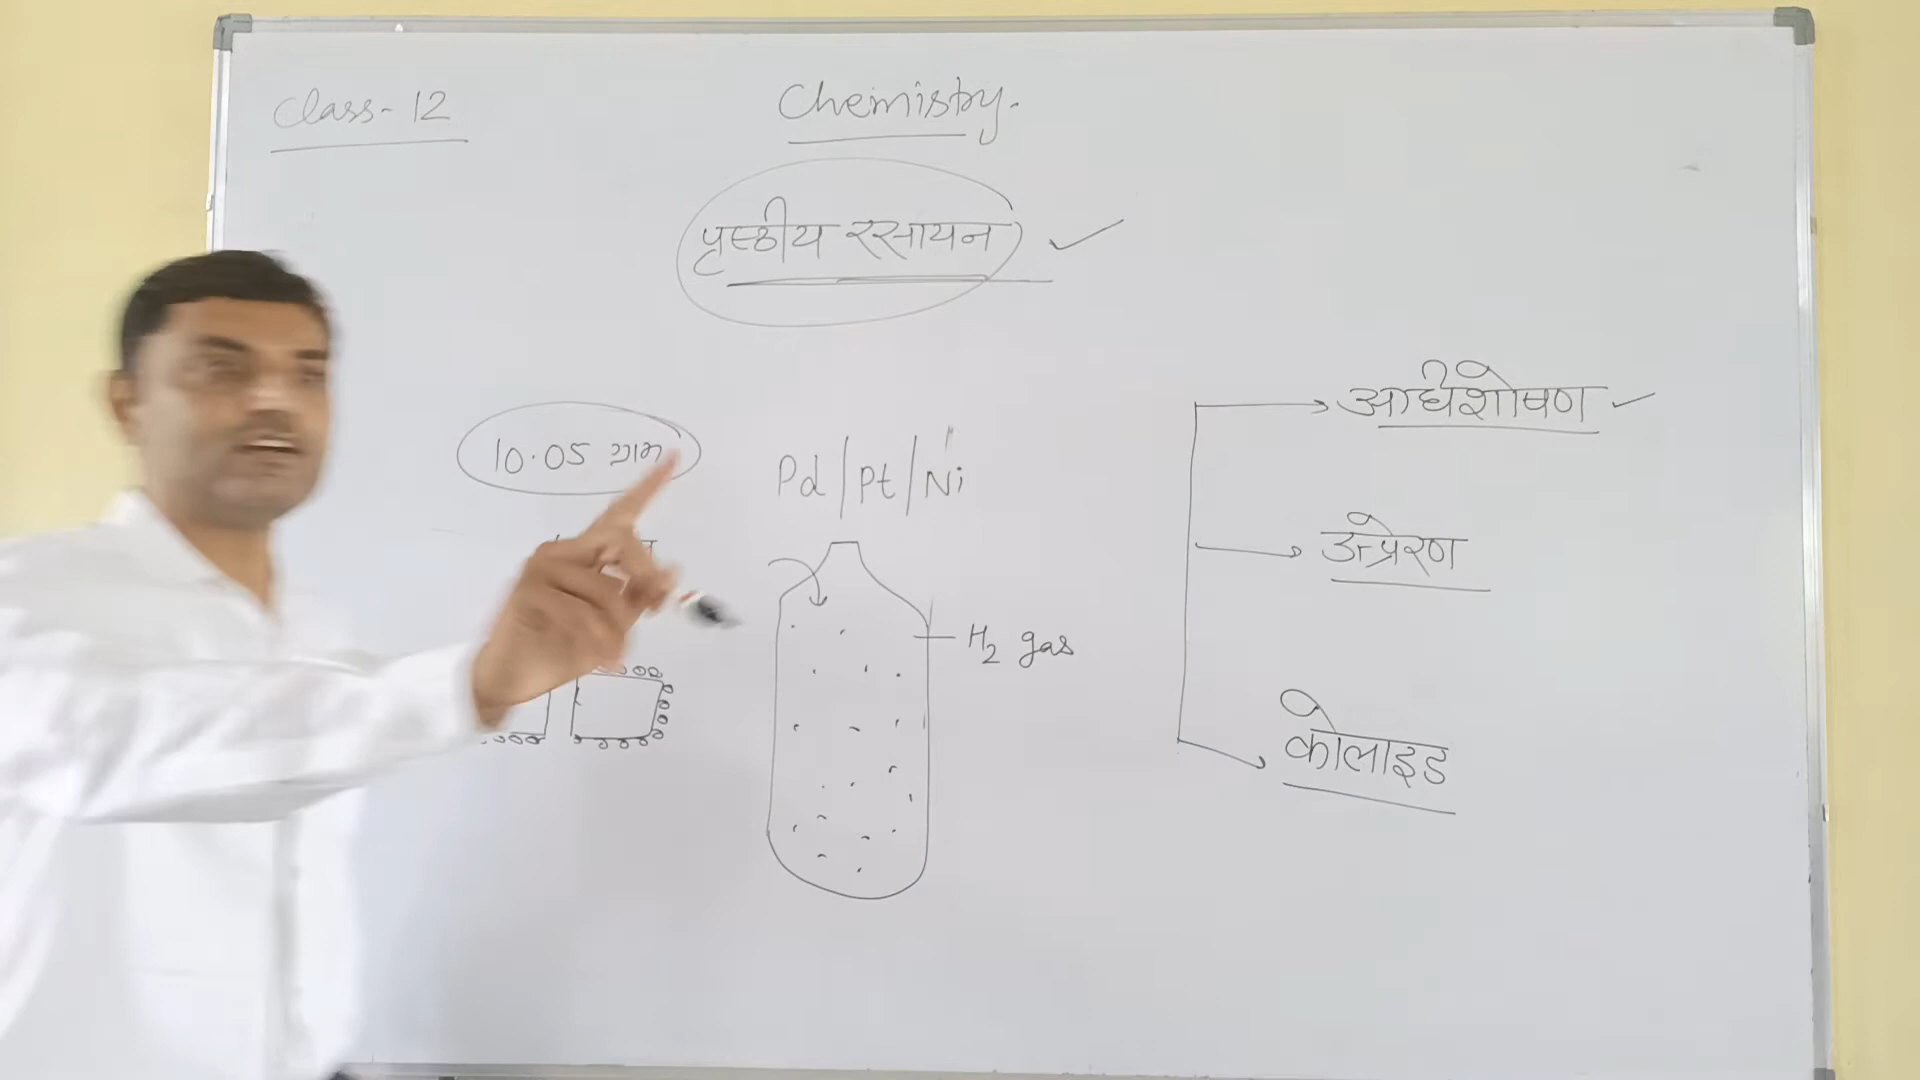 Class-12
Chemistry.
पृष्ठीय रसायन
10.05 ग्राम
Pd/Pt/Ni
H2 gas
अधिशोषण
उत्प्रेरण
कोलाइड